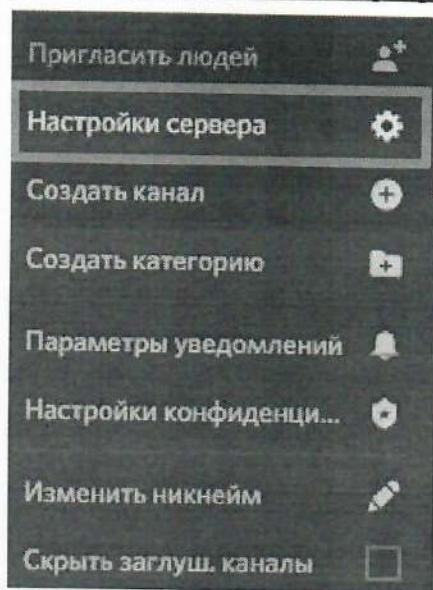 Пригласить людей
Настройки сервера
Создать канал
Создать категорию
Параметры уведомлений
Настройки конфиденци...
Изменить никнейм
Скрыть заглуш. каналы